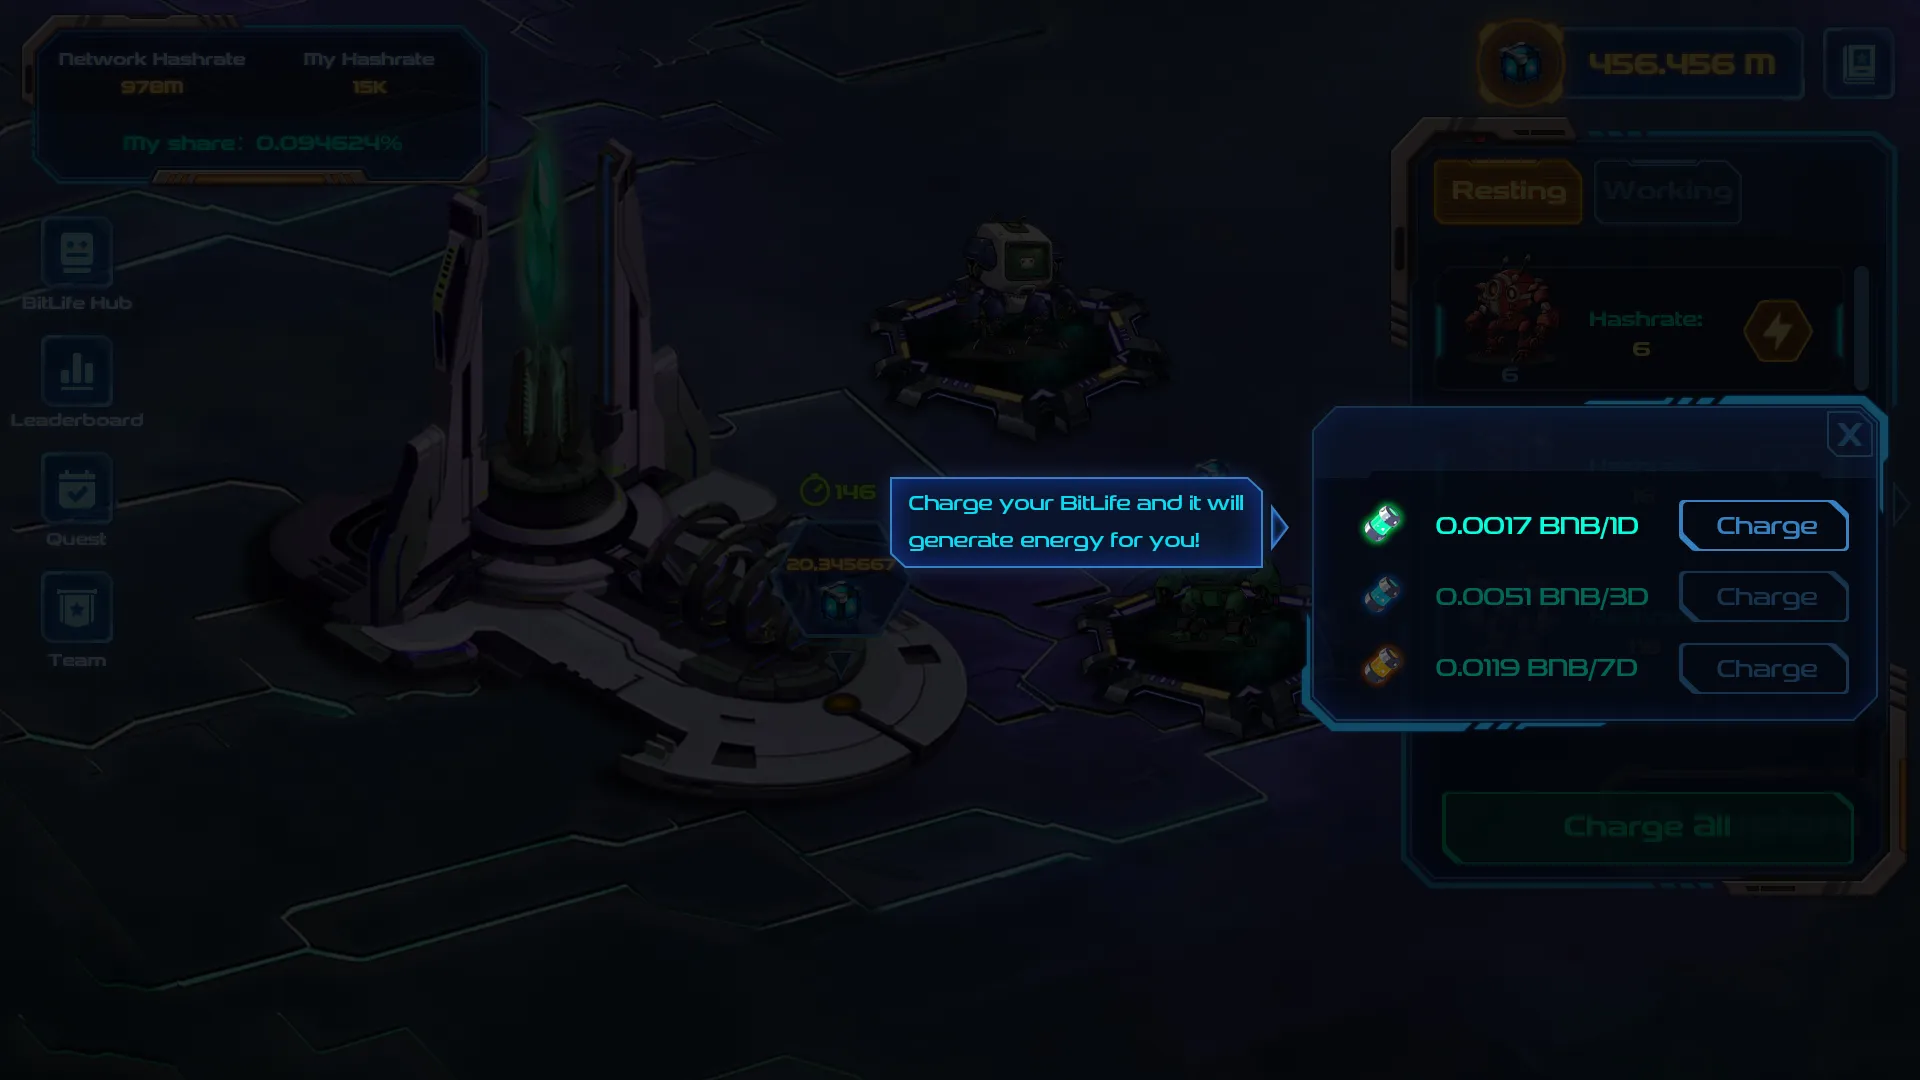 Network Hashrate
My Hashrate
978M
15K
My share: 0.094624%
456.456 m
BitLife Hub
Leaderboard
Quest
Team
Resting
Working
Hashrate:
6
6
146
20,345667
Charge your BitLife and it will
generate energy for you!
X
0.0017 BNB/1D
Charge
0.0051 BNB/3D
Charge
0.0119 BNB/7D
Charge
Charge all